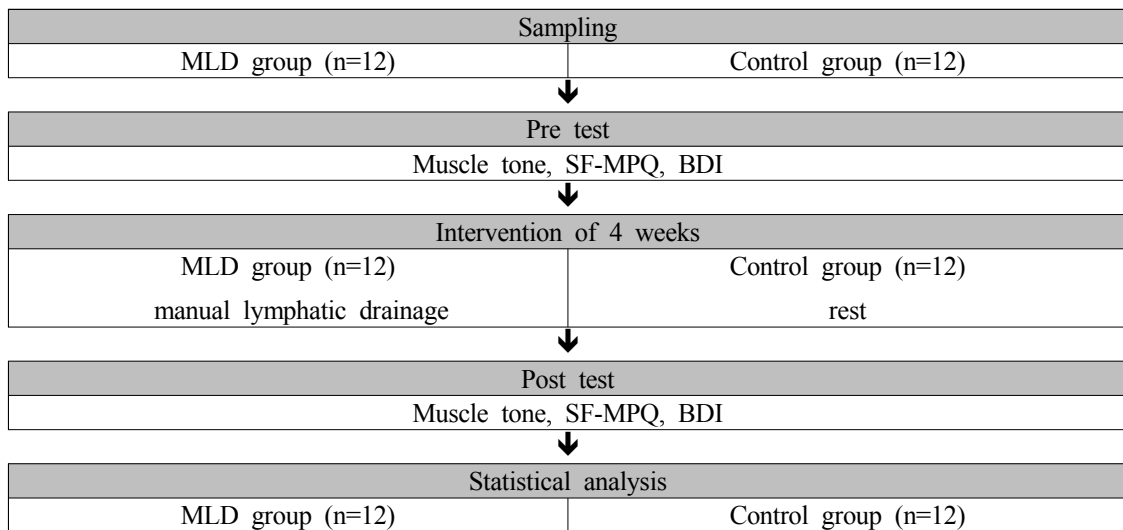 Sampling
MLD group (n=12) Control group (n=12)
Pre test
Muscle tone, SF-MPQ, BDI
Intervention of 4 weeks
MLD group (n=12) Control group (n=12)
manual lymphatic drainage rest
Post test
Muscle tone, SF-MPQ, BDI
Statistical analysis
MLD group (n=12) Control group (n=12)